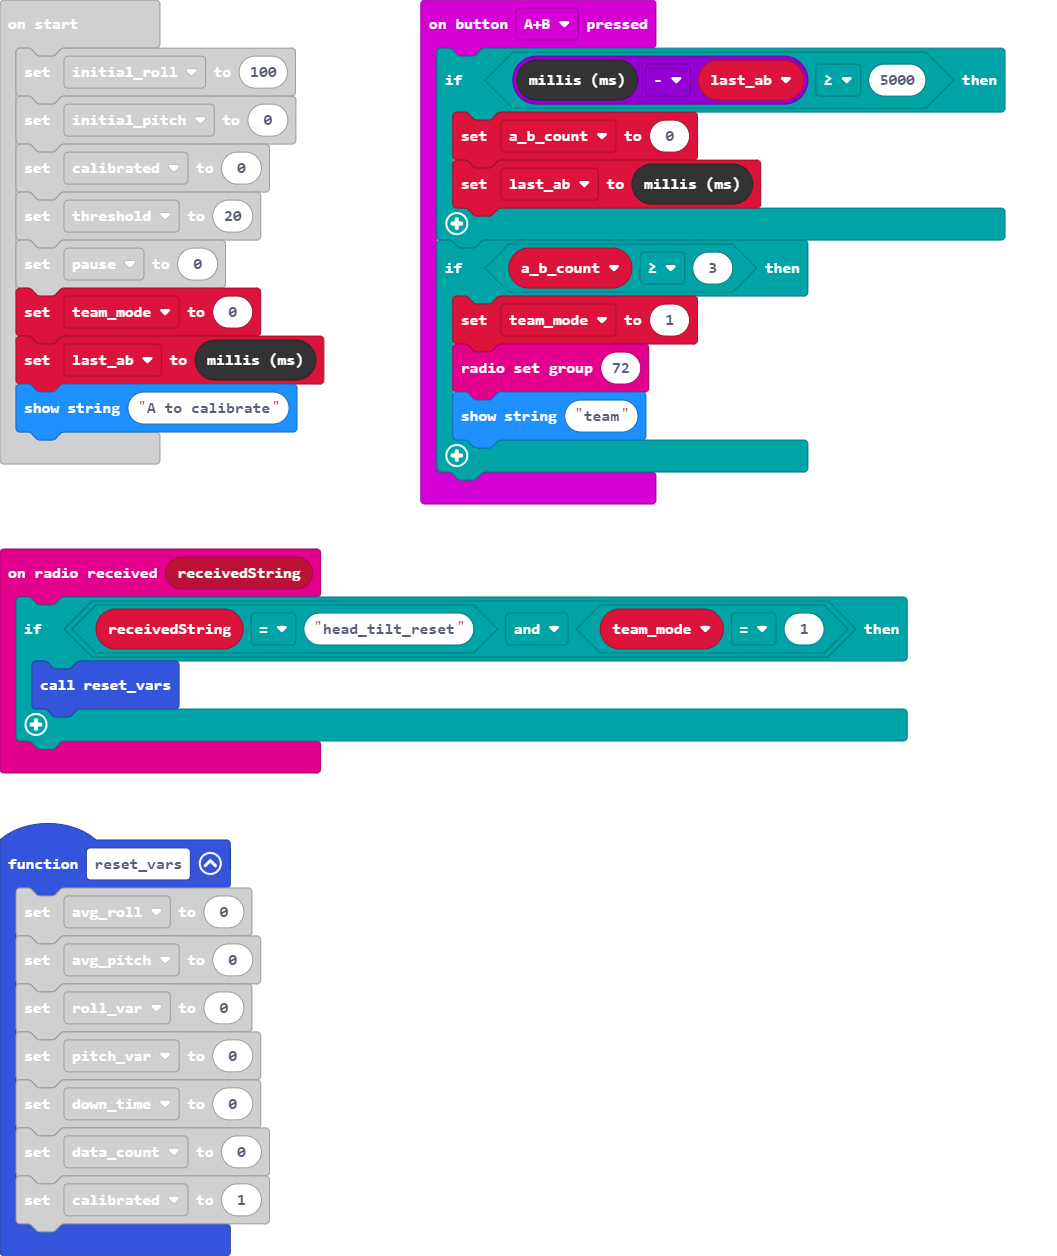 on start
set initial_roll to 100
set initial_pitch to 0
set calibrated to 0
set threshold to 20
set pause to 0
set team_mode to 0
set last_ab to millis (ms)
show string "A to calibrate"
on button A+B pressed
if millis (ms) - last_ab ≥ 5000 then
set a_b_count to 0
set last_ab to millis (ms)
if a_b_count ≥ 3 then
set team_mode to 1
radio set group 72
show string "team"
on radio received receivedString
if receivedString = "head_tilt_reset" and team_mode = 1 then
call reset_vars
function reset_vars
set avg_roll to 0
set avg_pitch to 0
set roll_var to 0
set pitch_var to 0
set down_time to 0
set data_count to 0
set calibrated to 1